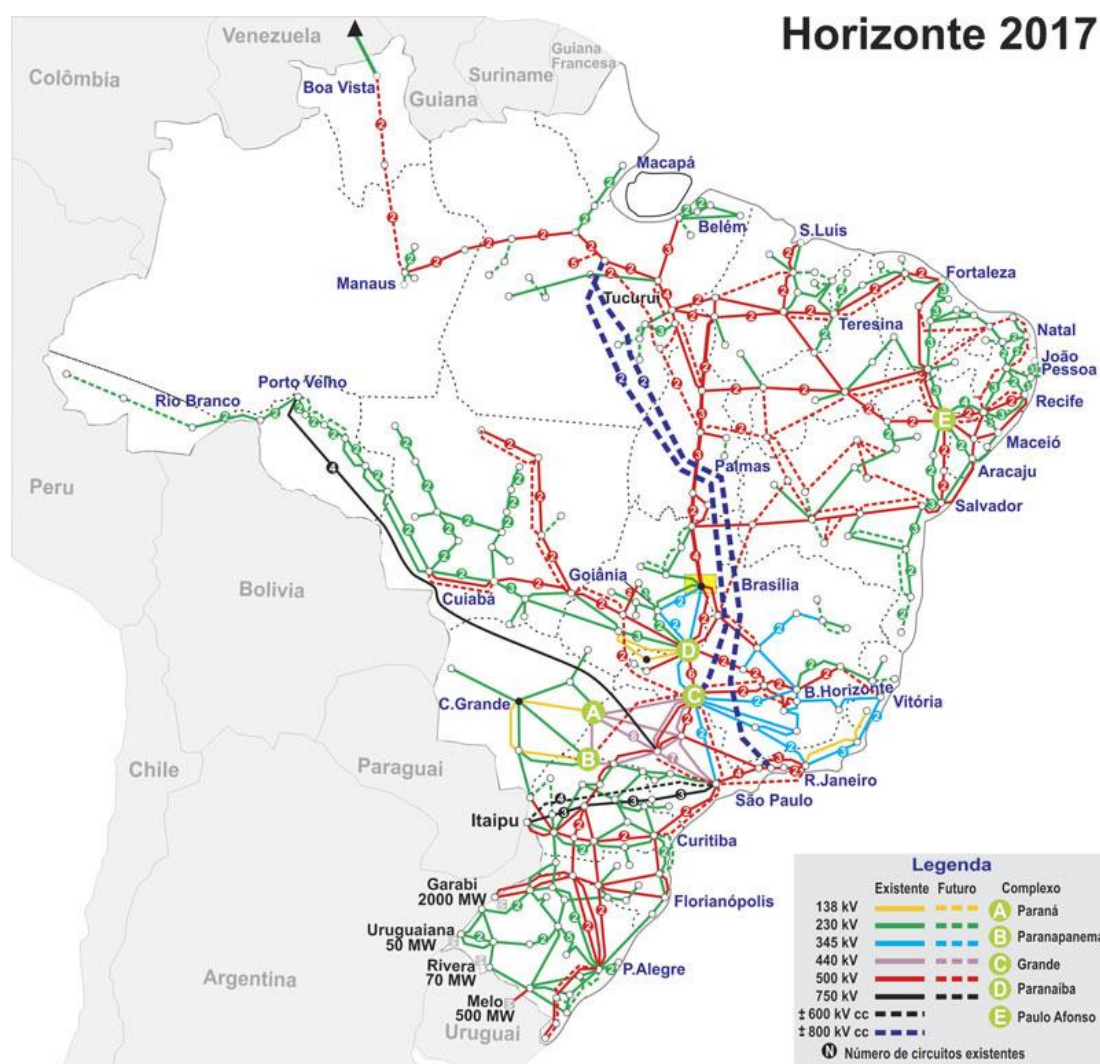 Horizonte 2017
Venezuela
Guiana
Francesa
Colômbia
Suriname
Boa Vista
Guiana
Macapá
Belém
S.Luís
Manaus
Fortaleza
Tucuruí
Teresina
Natal
João
Pessoa
Porto Velho
Rio Branco
Recife
E
Maceió
Peru
Palmas
Aracaju
Salvador
Bolivia
Goiânia
Brasília
Cuiabá
D
C
B.Horizonte
C.Grande
A
Vitória
B
Chile
Paraguai
R.Janeiro
São Paulo
Itaipu
Curitiba
Garabi
2000 MW
Florianópolis
Uruguaiana
50 MW
Rivera
70 MW
P.Alegre
Argentina
Melo
500 MW
Uruguai
Legenda
Existente Futuro Complexo
138 kV A Paraná
230 kV
345 kV B Paranapanema
440 kV C Grande
500 kV
750 kV D Paranaíba
± 600 kV cc
± 800 kV cc E Paulo Afonso
N Número de circuitos existentes